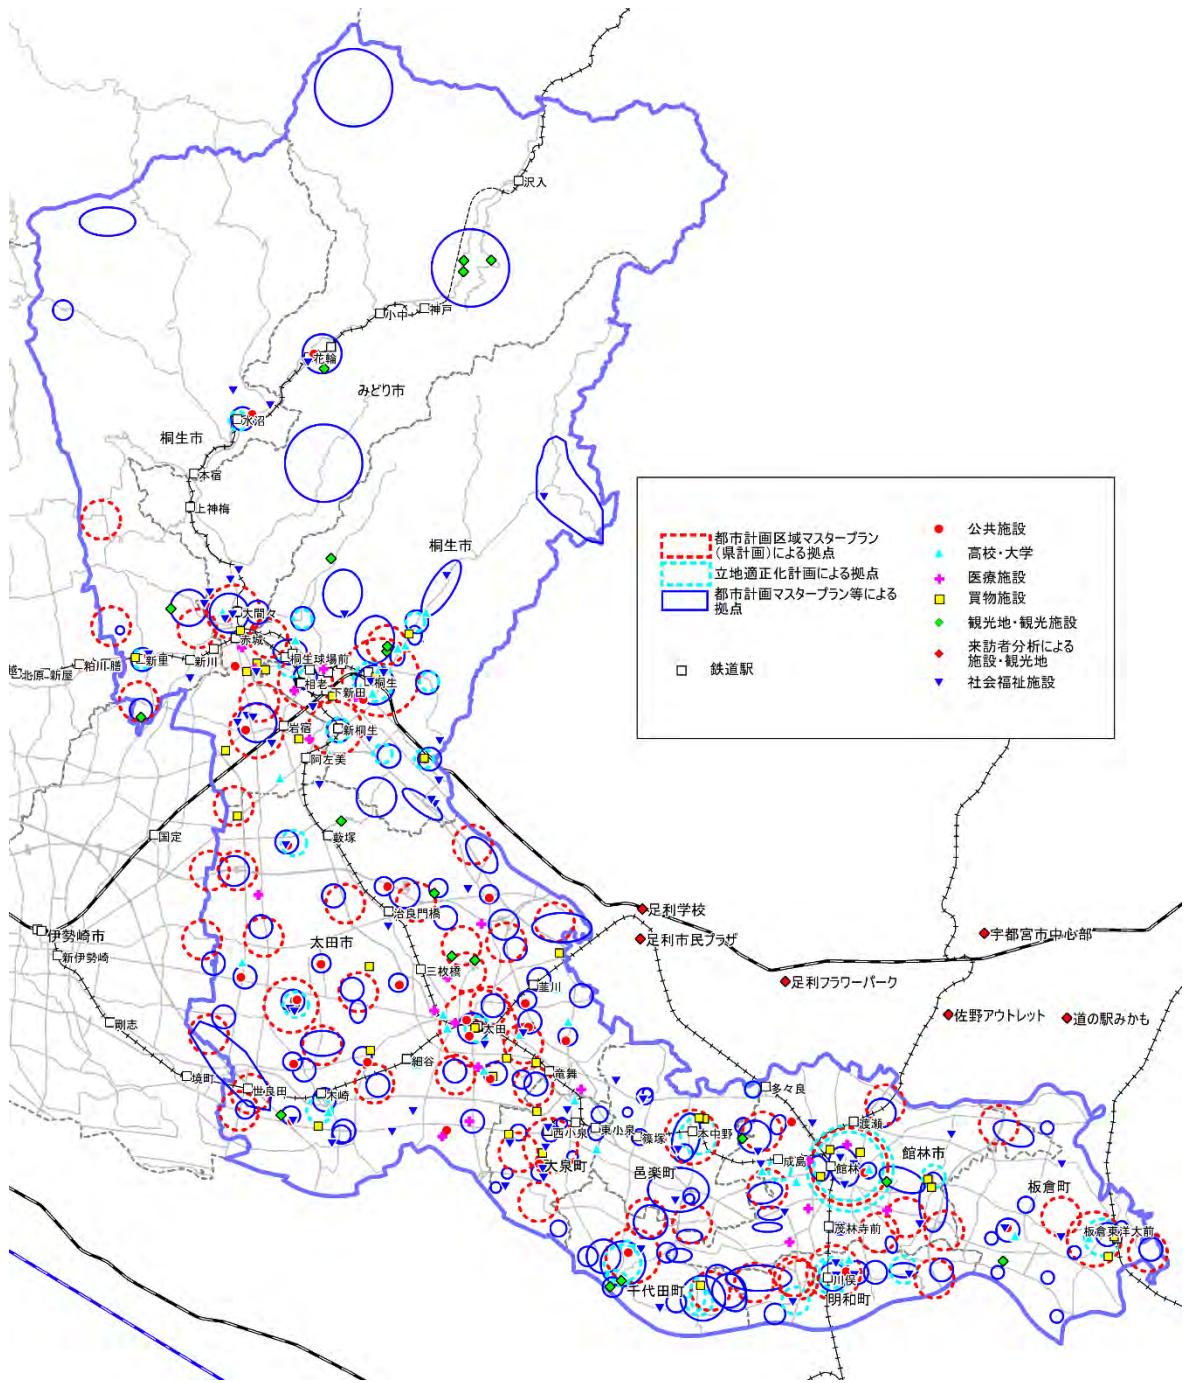 沢入
小中
神戸
花輪
みどり市
水沼
桐生市
本宿
上神梅
桐生市
都市計画区域マスタープラン
(県計画)による拠点
立地適正化計画による拠点
都市計画マスタープラン等による
拠点
鉄道駅
公共施設
高校・大学
医療施設
買物施設
観光地・観光施設
来訪者分析による
施設・観光地
社会福祉施設
大間々
赤城
桐生球場前
北原
新屋
粕川
膳
新里
新川
相老
下新田
桐生
岩宿
新桐生
阿左美
国定
藪塚
治良門橋
足利学校
足利市民プラザ
宇都宮市中心部
伊勢崎市
新伊勢崎
太田市
三枚橋
韮川
足利フラワーパーク
佐野アウトレット
道の駅みかも
剛志
太田
細谷
竜舞
境町
世良田
木崎
多々良
渡瀬
西小泉
東小泉
篠塚
本中野
成島
館林
館林市
大泉町
邑楽町
板倉町
茂林寺前
板倉東洋大前
千代田町
川俣
明和町